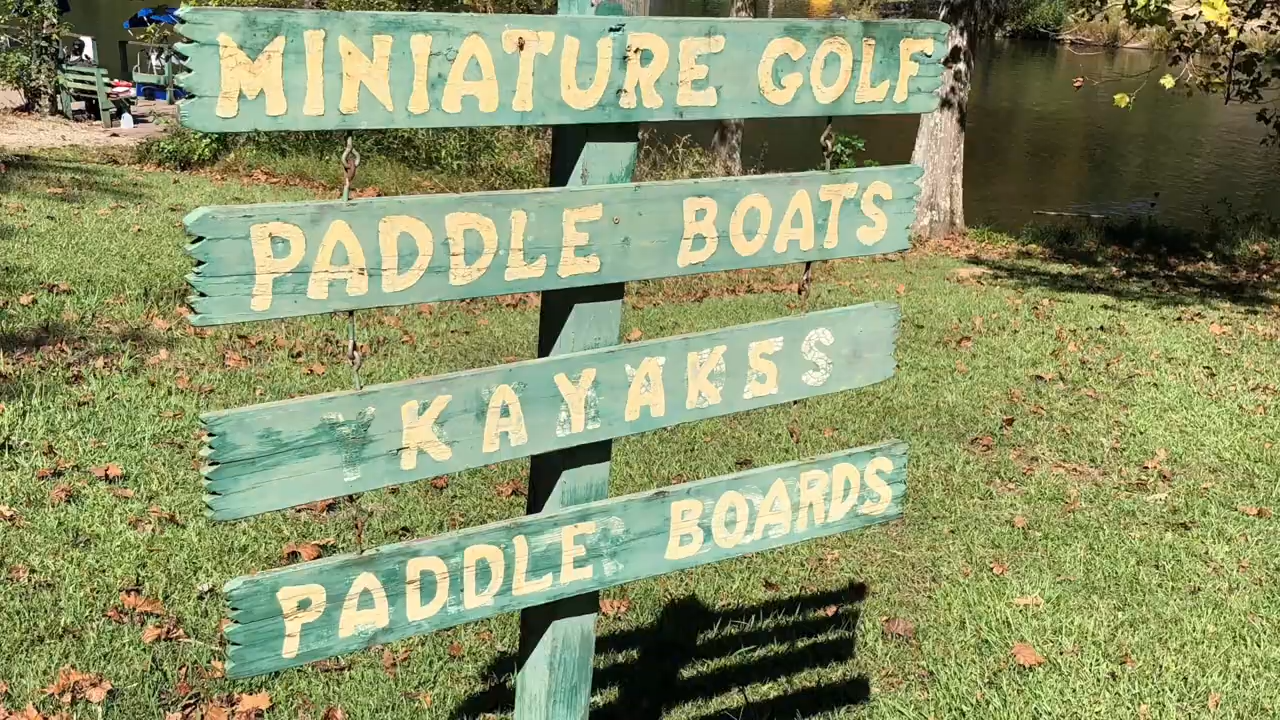 MINIATURE GOLF
PADDLE BOATS
KAYAKS S
PADDLE BOARDS